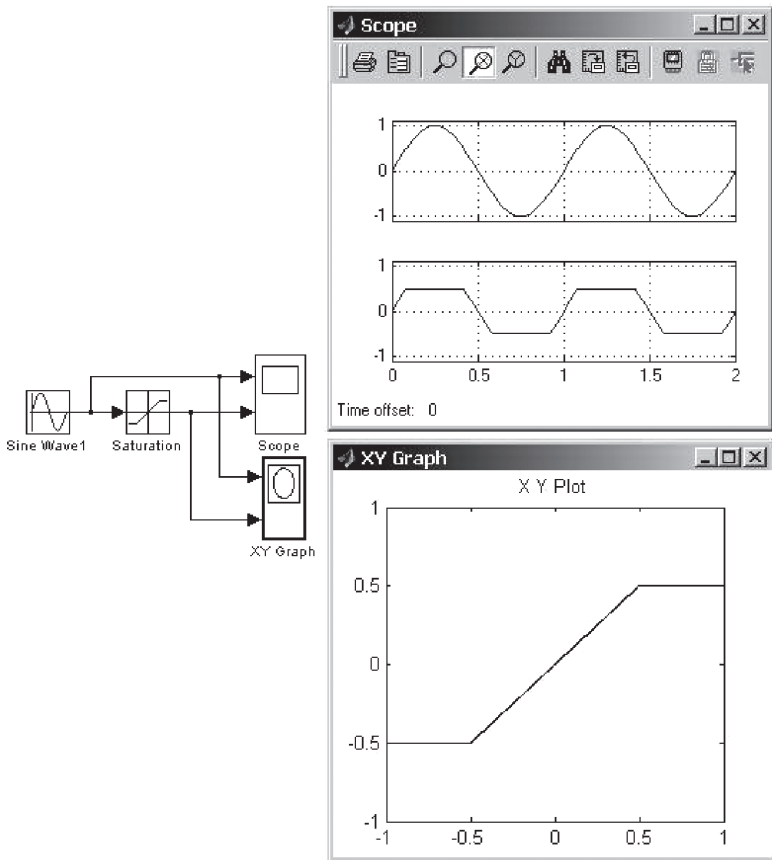 Scope
1
0
-1
1
0
-1
0 0.5 1 1.5 2
Time offset: 0
Sine Wave1
Saturation
Scope
XY Graph
XY Graph
X Y Plot
1
0.5
0
-0.5
-1
-1 -0.5 0 0.5 1